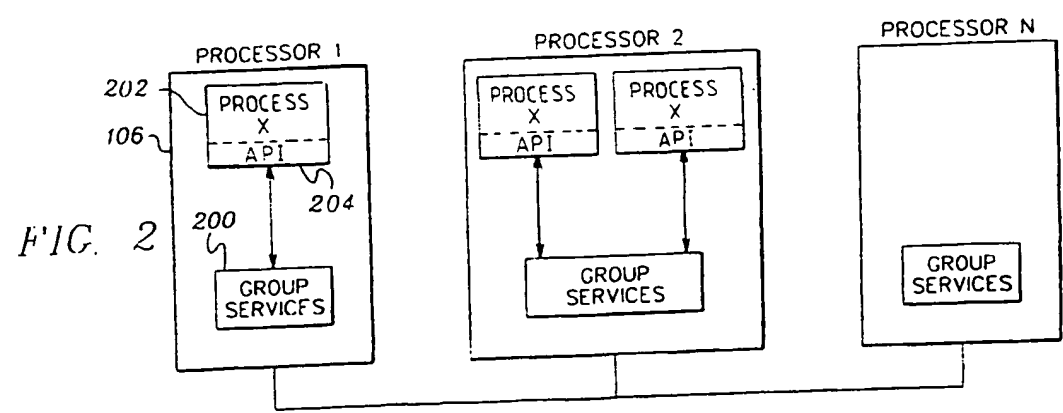 PROCESSOR 1
PROCESSOR 2
PROCESSOR N
202
PROCESS
X
API
PROCESS
X
API
PROCESS
X
API
106
204
200
FIG. 2
GROUP
SERVICES
GROUP
SERVICES
GROUP
SERVICES